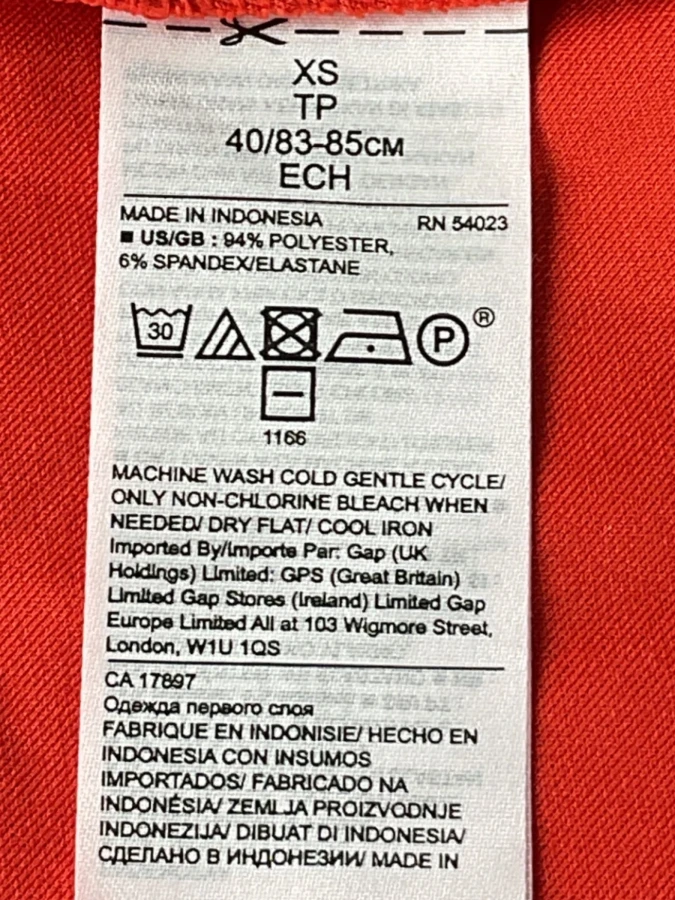 XS
TP
40/83-85CM
ECH
MADE IN INDONESIA RN 54023
■ US/GB : 94% POLYESTER,
6% SPANDEX/ELASTANE
30 P ®
1166
MACHINE WASH COLD GENTLE CYCLE/
ONLY NON-CHLORINE BLEACH WHEN
NEEDED/ DRY FLAT/ COOL IRON
Imported By/Importe Par: Gap (UK
Holdings) Limited: GPS (Great Britain)
Limited Gap Stores (Ireland) Limited Gap
Europe Limited All at 103 Wigmore Street,
London, W1U 1QS
CA 17897
Одежда первого слоя
FABRIQUE EN INDONISIE/ HECHO EN
INDONESIA CON INSUMOS
IMPORTADOS/ FABRICADO NA
INDONÉSIA/ ZEMLJA PROIZVODNJE
INDONEZIJA/ DIBUAT DI INDONESIA/
СДЕЛАНО В ИНДОНЕЗИИ/ MADE IN